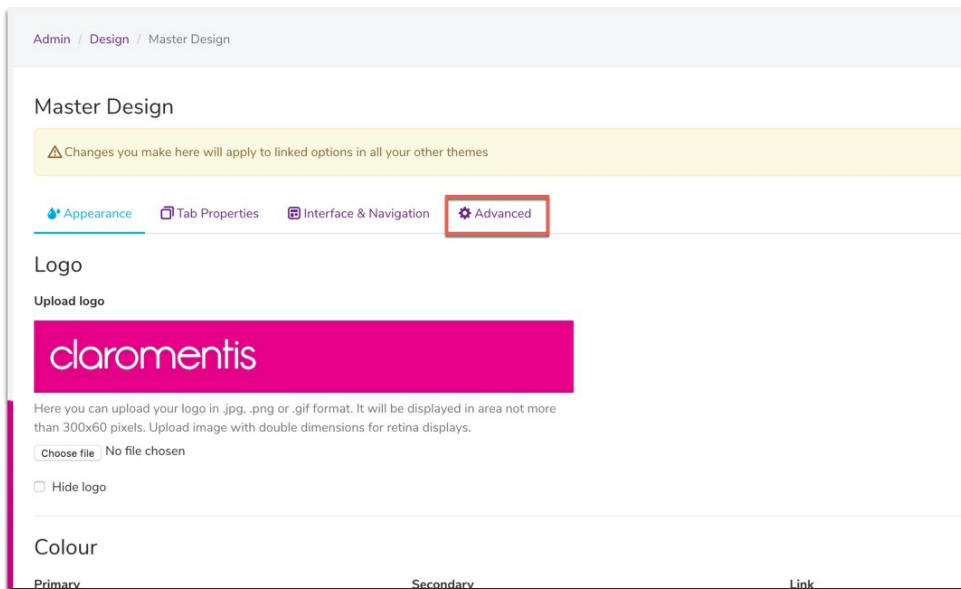 Admin / Design / Master Design
Master Design
Changes you make here will apply to linked options in all your other themes
Appearance Tab Properties Interface & Navigation Advanced
Logo
Upload logo
claromentis
Here you can upload your logo in .jpg, .png or .gif format. It will be displayed in area not more
than 300x60 pixels. Upload image with double dimensions for retina displays.
Choose file No file chosen
Hide logo
Colour
Primary Secondary Link